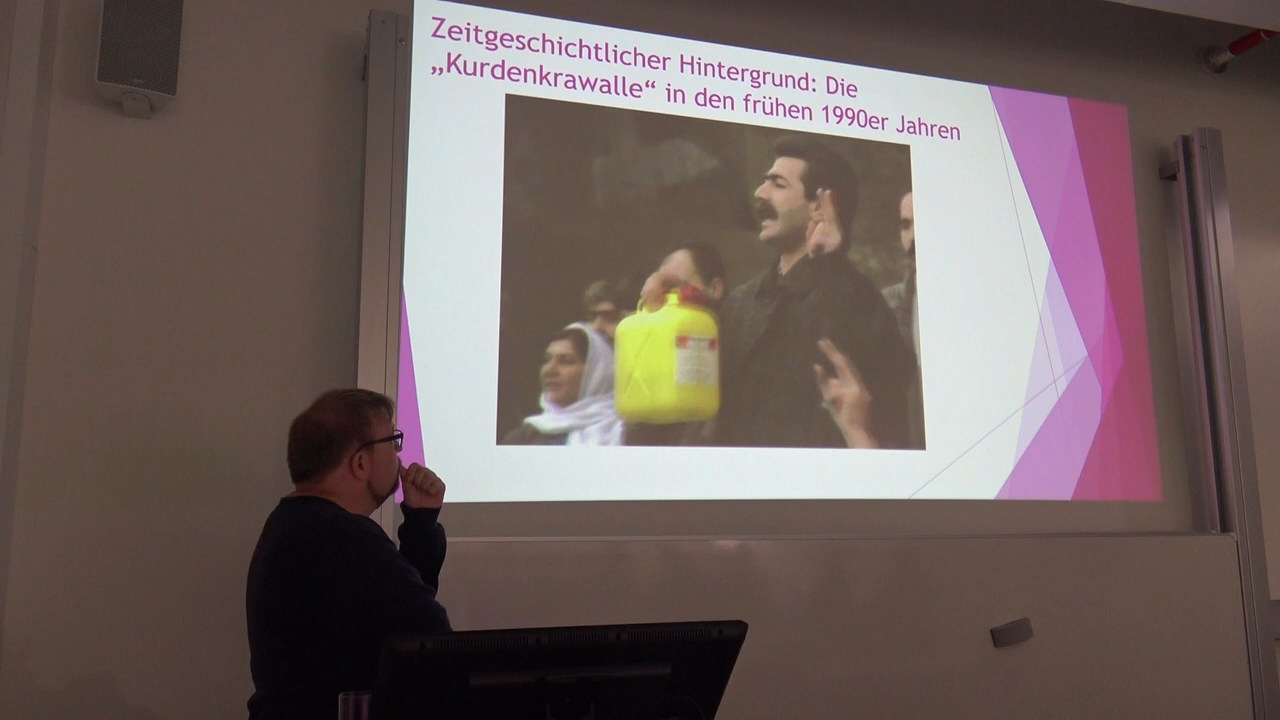 Zeitgeschichtlicher Hintergrund: Die
„Kurdenkrawalle“ in den frühen 1990er Jahren